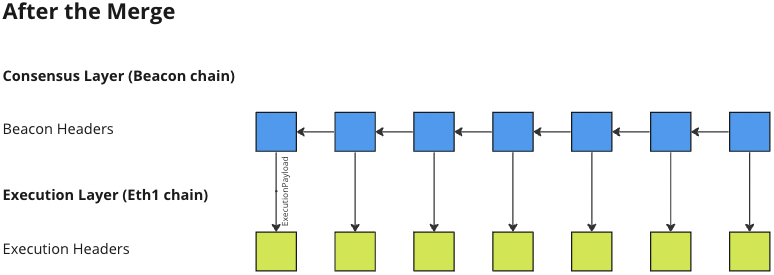 After the Merge
Consensus Layer (Beacon chain)
Beacon Headers
ExecutionPayload
Execution Layer (Eth1 chain)
Execution Headers